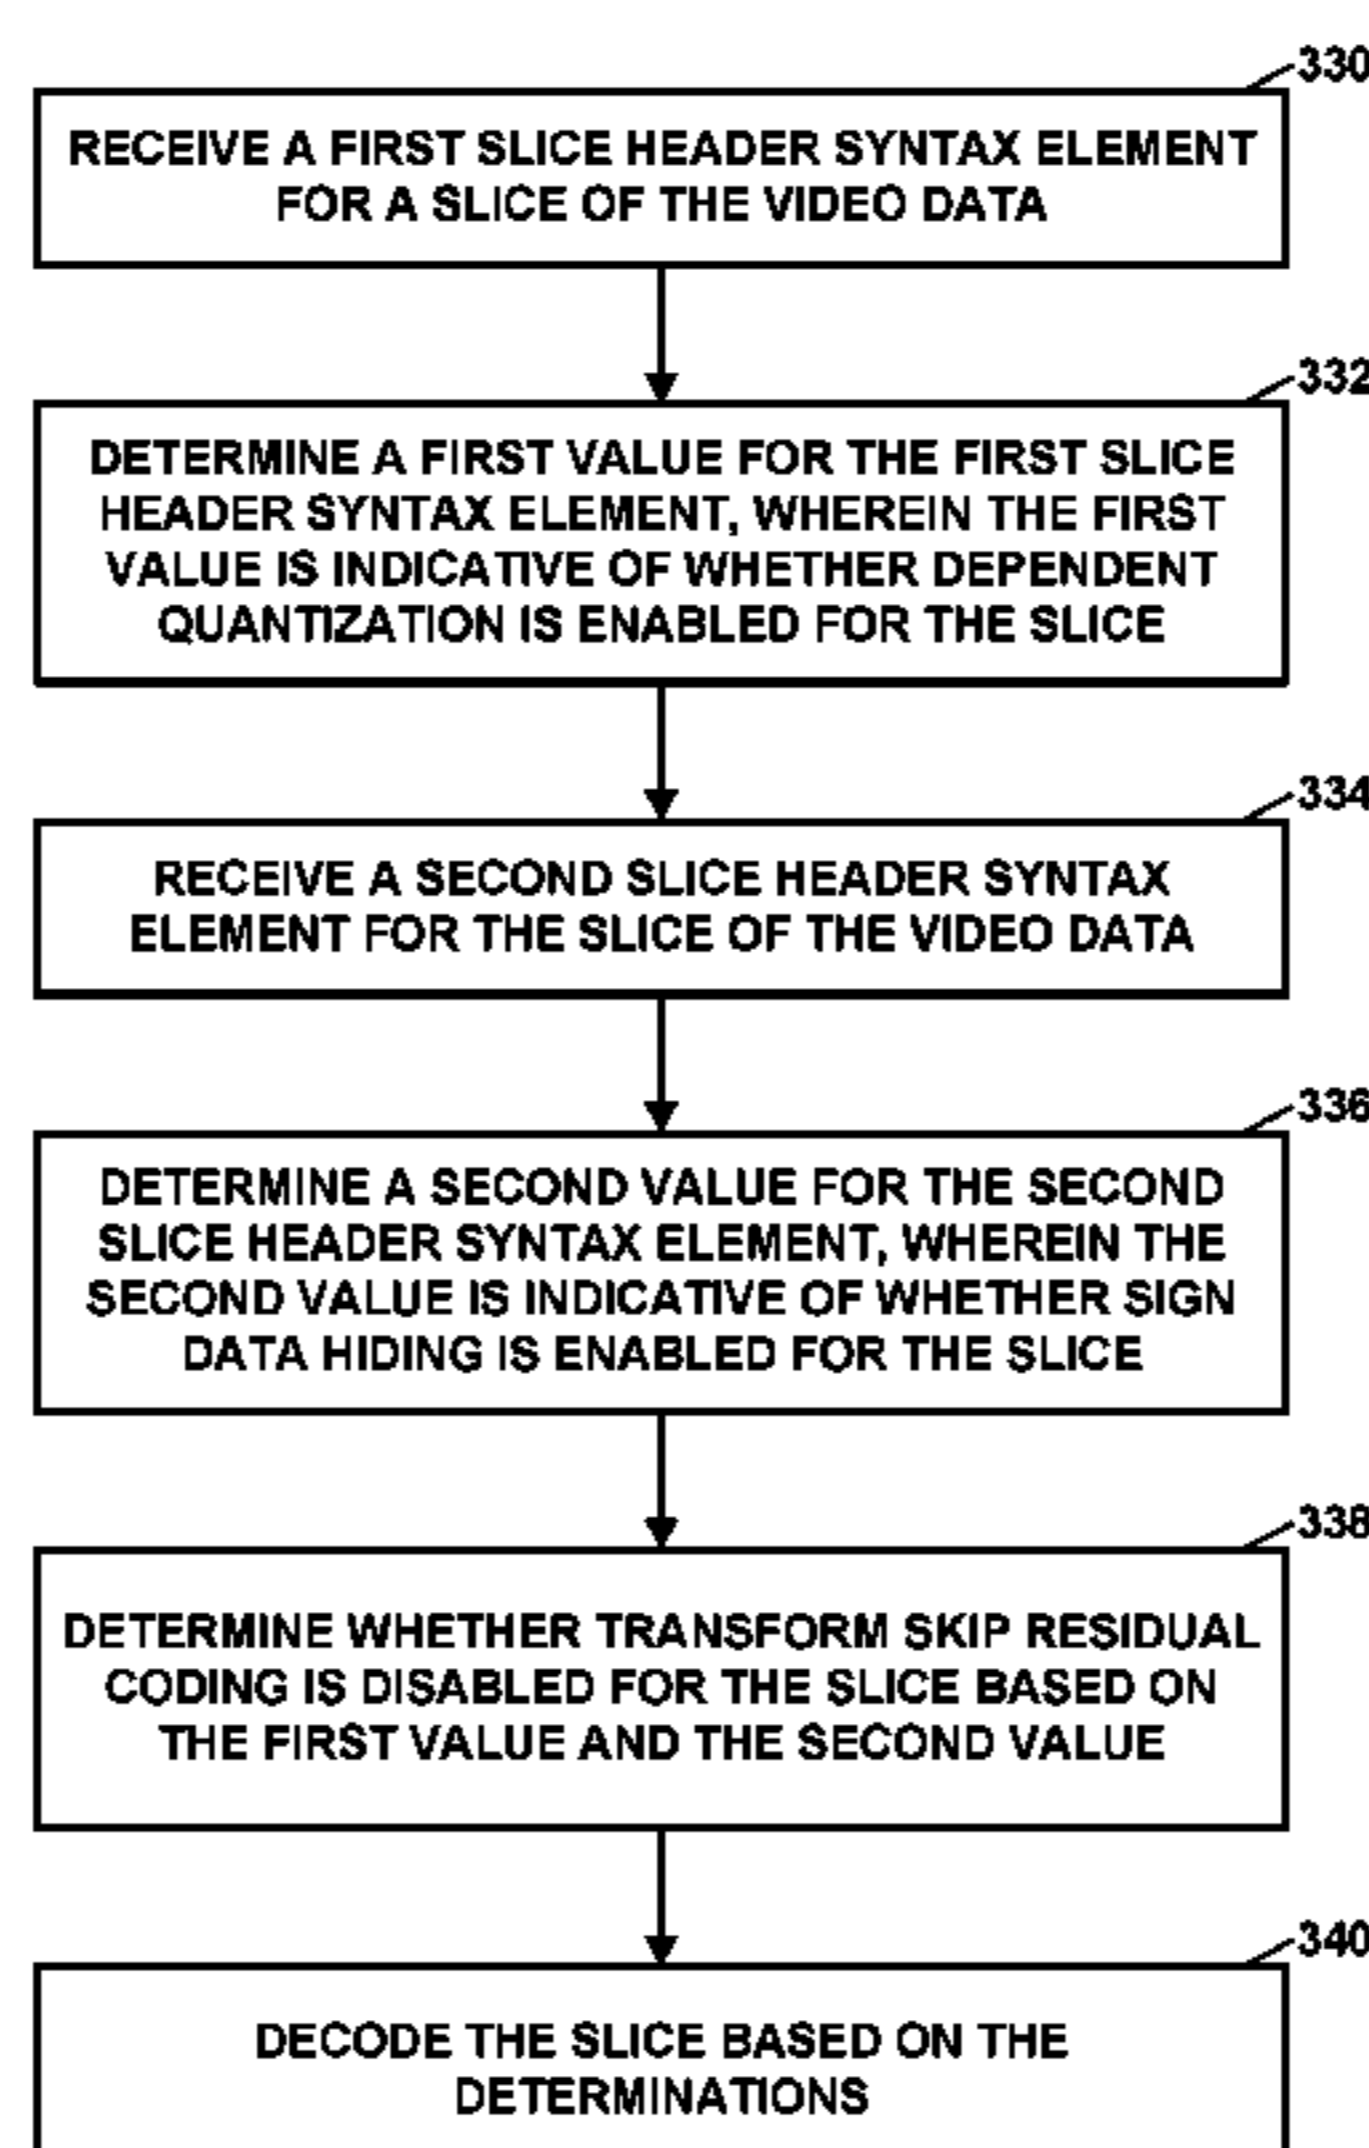 330
RECEIVE A FIRST SLICE HEADER SYNTAX ELEMENT
FOR A SLICE OF THE VIDEO DATA
332
DETERMINE A FIRST VALUE FOR THE FIRST SLICE
HEADER SYNTAX ELEMENT, WHEREIN THE FIRST
VALUE IS INDICATIVE OF WHETHER DEPENDENT
QUANTIZATION IS ENABLED FOR THE SLICE
334
RECEIVE A SECOND SLICE HEADER SYNTAX
ELEMENT FOR THE SLICE OF THE VIDEO DATA
336
DETERMINE A SECOND VALUE FOR THE SECOND
SLICE HEADER SYNTAX ELEMENT, WHEREIN THE
SECOND VALUE IS INDICATIVE OF WHETHER SIGN
DATA HIDING IS ENABLED FOR THE SLICE
338
DETERMINE WHETHER TRANSFORM SKIP RESIDUAL
CODING IS DISABLED FOR THE SLICE BASED ON
THE FIRST VALUE AND THE SECOND VALUE
340
DECODE THE SLICE BASED ON THE
DETERMINATIONS